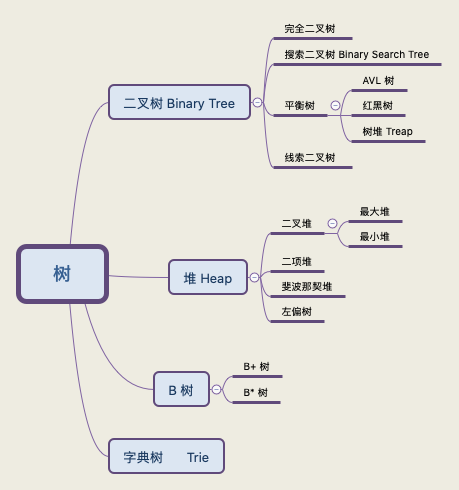 树
二叉树 Binary Tree
完全二叉树
搜索二叉树 Binary Search Tree
平衡树
AVL 树
红黑树
树堆 Treap
线索二叉树
堆 Heap
二叉堆
最大堆
最小堆
二项堆
斐波那契堆
左偏树
B 树
B+ 树
B* 树
字典树 Trie